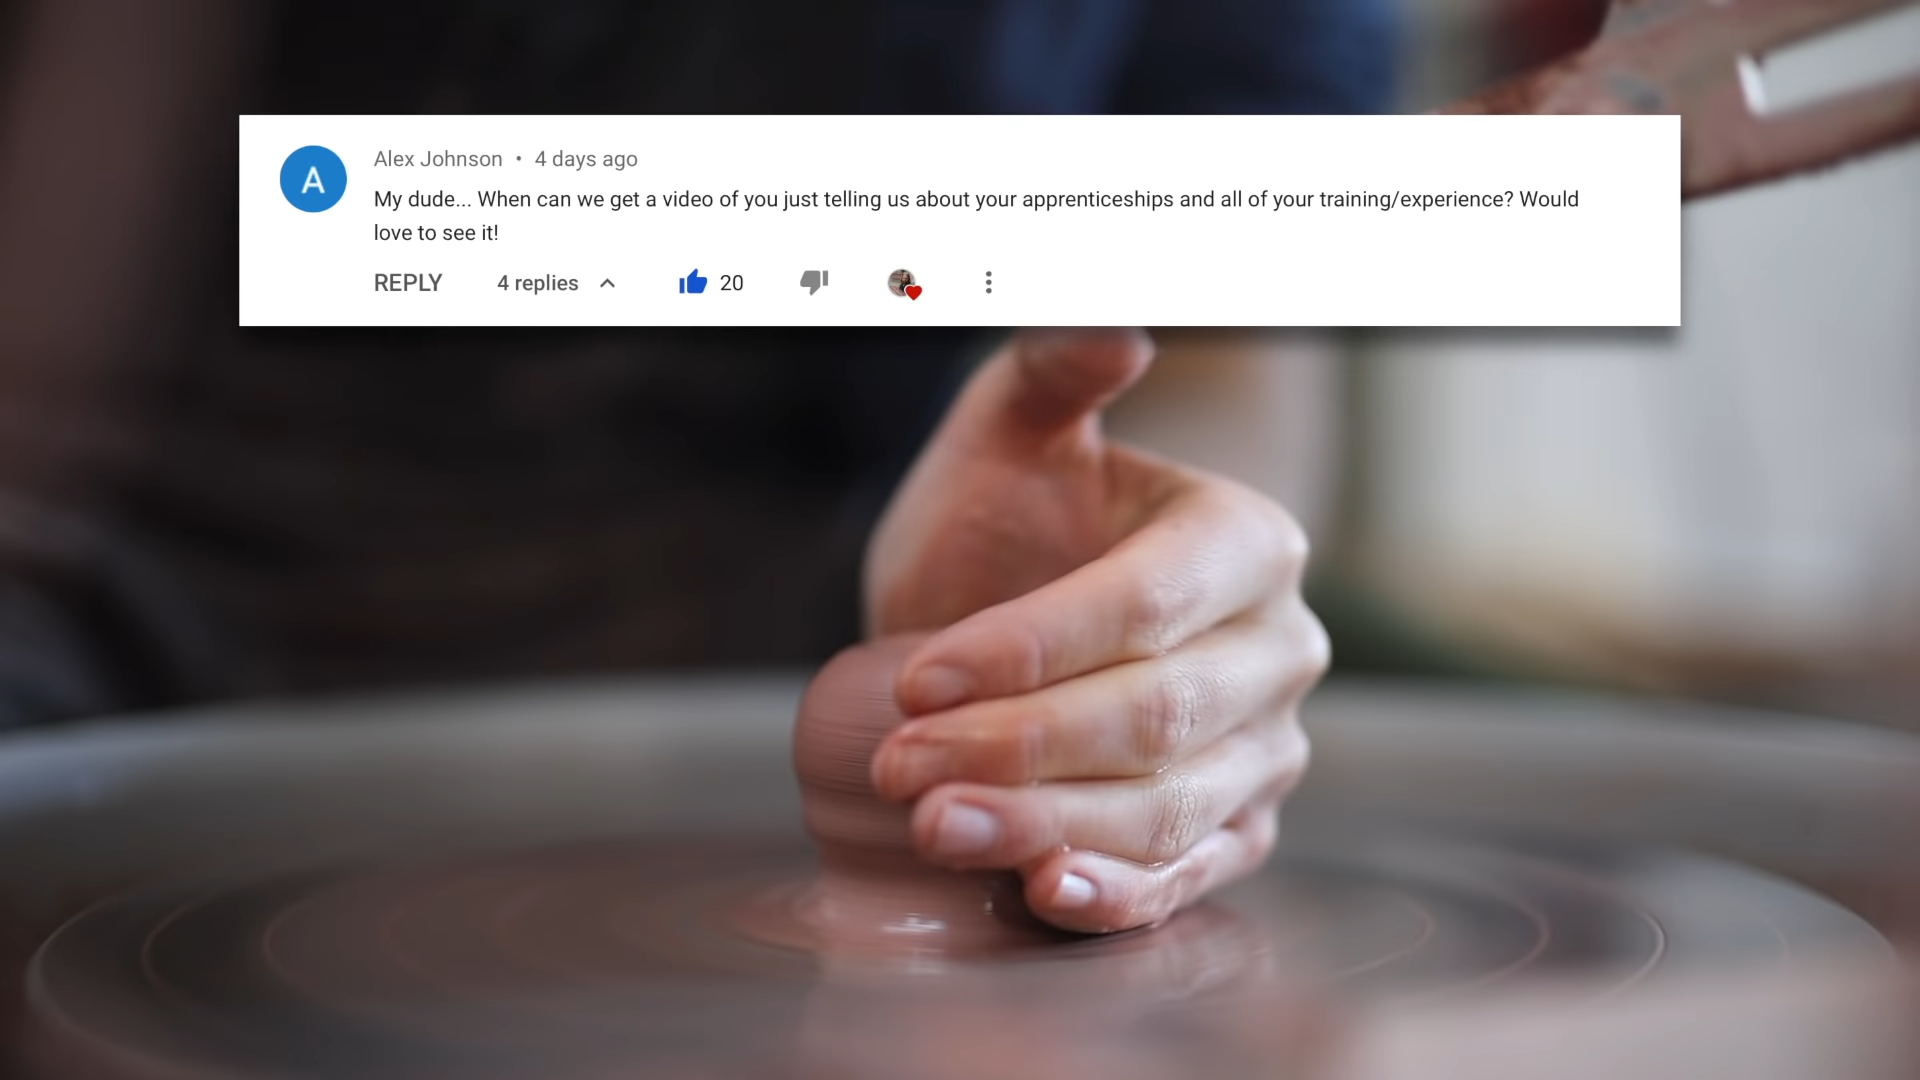 A
Alex Johnson • 4 days ago
My dude... When can we get a video of you just telling us about your apprenticeships and all of your training/experience? Would
love to see it!
REPLY 4 replies 20